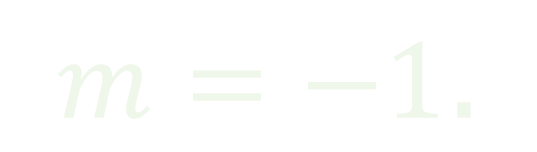 m = −1.